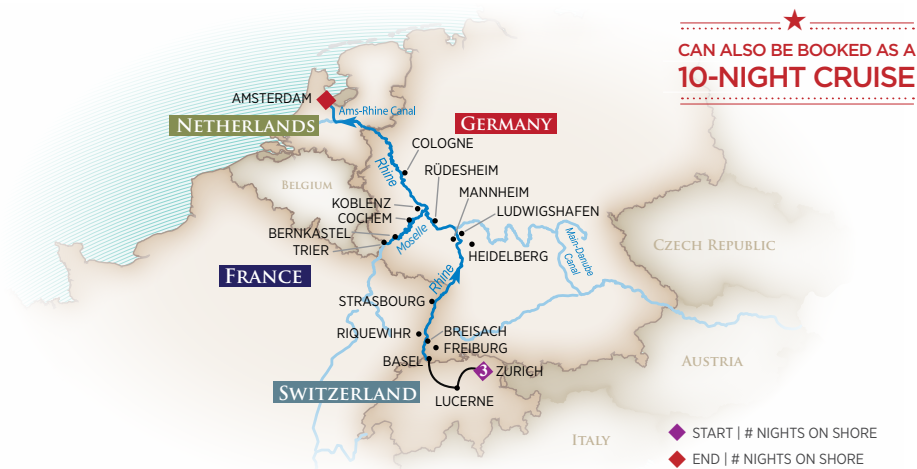 CAN ALSO BE BOOKED AS A
10-NIGHT CRUISE
AMSTERDAM
Ams-Rhine Canal
NETHERLANDS
GERMANY
COLOGNE
Rhine
RÜDESHEIM
BELGIUM
MANNHEIM
KOBLENZ
LUDWIGSHAFEN
COCHEM
BERNKASTEL
Moselle
TRIER
HEIDELBERG
Main-Danube
Canal
CZECH REPUBLIC
FRANCE
Rhine
STRASBOURG
RIQUEWIHR
BREISACH
FREIBURG
BASEL
3
ZURICH
AUSTRIA
SWITZERLAND
LUCERNE
ITALY
START | # NIGHTS ON SHORE
END | # NIGHTS ON SHORE